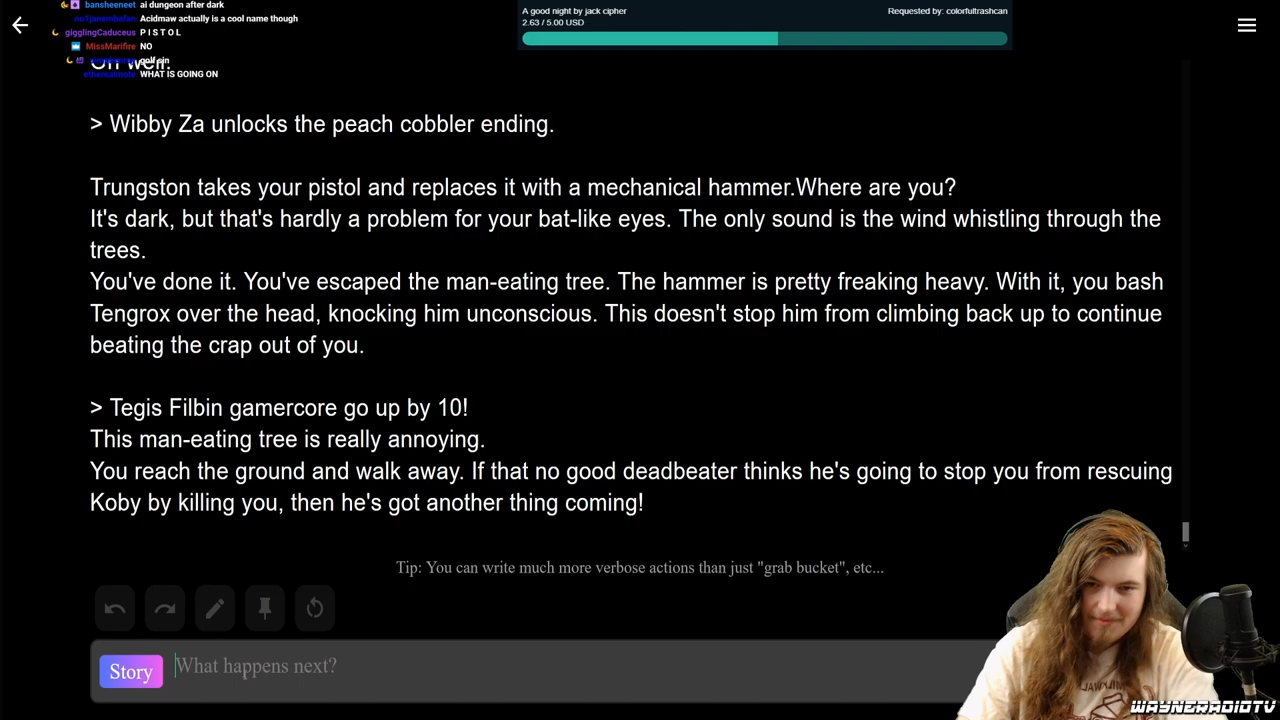 bansheeneet ai dungeon after dark
no1janembafan Acidmaw actually is a cool name though
gigglingCaduceus P I S T O L
MissMarifire NO
golf sin
etherealmote WHAT IS GOING ON
A good night by jack cipher
Requested by: colorfultrashcan
2.63 / 5.00 USD
Oh well.
> Wibby Za unlocks the peach cobbler ending.
Trungston takes your pistol and replaces it with a mechanical hammer.Where are you?
It's dark, but that's hardly a problem for your bat-like eyes. The only sound is the wind whistling through the
trees.
You've done it. You've escaped the man-eating tree. The hammer is pretty freaking heavy. With it, you bash
Tengrox over the head, knocking him unconscious. This doesn't stop him from climbing back up to continue
beating the crap out of you.
> Tegis Filbin gamercore go up by 10!
This man-eating tree is really annoying.
You reach the ground and walk away. If that no good deadbeater thinks he's going to stop you from rescuing
Koby by killing you, then he's got another thing coming!
Tip: You can write much more verbose actions than just "grab bucket", etc...
Story What happens next?
WAYNERADIOTV